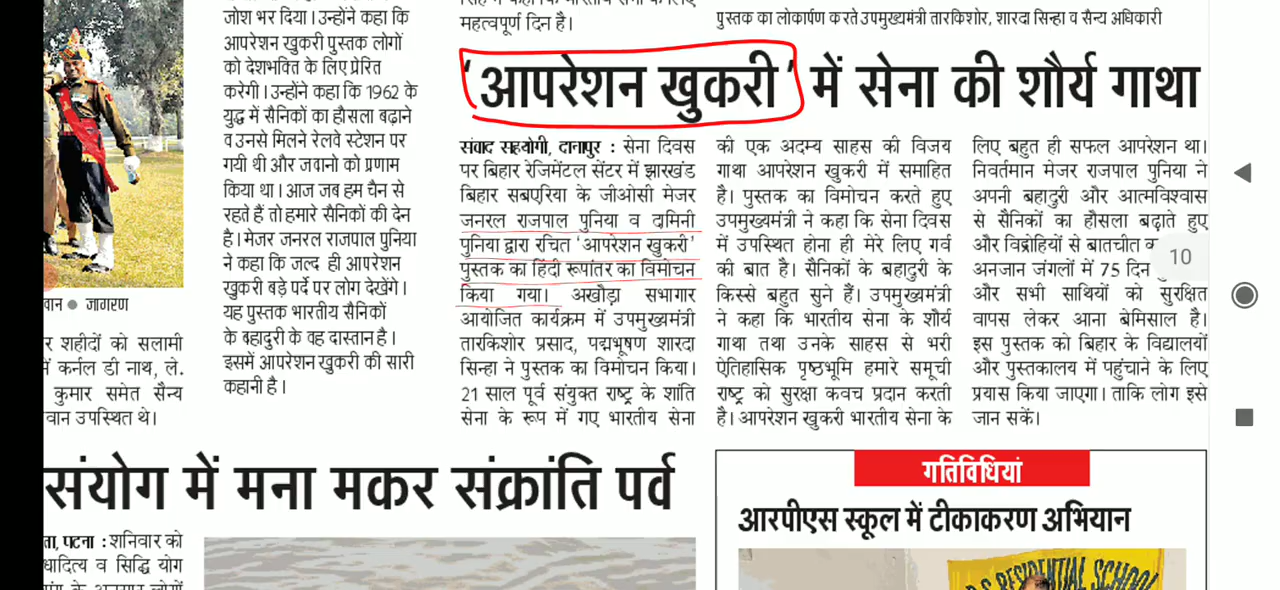 महत्वपूर्ण दिन है।
पुस्तक का लोकार्पण करते उपमुख्यमंत्री तारकिशोर, शारदा सिन्हा व सैन्य अधिकारी
जोश भर दिया। उन्होंने कहा कि
आपरेशन खुकरी पुस्तक लोगों
को देशभक्ति के लिए प्रेरित
करेगी। उन्होंने कहा कि 1962 के
युद्ध में सैनिकों का हौसला बढ़ाने
व उनसे मिलने रेलवे स्टेशन पर
गयी थी और जवानो को प्रणाम
किया था। आज जब हम चैन से
रहते हैं तो हमारे सैनिकों की देन
है। मेजर जनरल राजपाल पुनिया
ने कहा कि जल्द ही आपरेशन
खुकरी बड़े पर्दे पर लोग देखेंगे।
यह पुस्तक भारतीय सैनिकों
के बहादुरी के वह दास्तान है।
इसमें आपरेशन खुकरी की सारी
कहानी है।
वान ● जागरण
र शहीदों को सलामी
में कर्नल डी नाथ, ले.
कुमार समेत सैन्य
वान उपस्थित थे।
'आपरेशन खुकरी' में सेना की शौर्य गाथा
संवाद सहयोगी, दानापुर : सेना दिवस
पर बिहार रेजिमेंटल सेंटर में झारखंड
बिहार सबएरिया के जीओसी मेजर
जनरल राजपाल पुनिया व दामिनी
पुनिया द्वारा रचित 'आपरेशन खुकरी'
पुस्तक का हिंदी रूपांतर का विमोचन
किया गया। अखौड़ा सभागार
आयोजित कार्यक्रम में उपमुख्यमंत्री
तारकिशोर प्रसाद, पद्मभूषण शारदा
सिन्हा ने पुस्तक का विमोचन किया।
21 साल पूर्व संयुक्त राष्ट्र के शांति
सेना के रूप में गए भारतीय सेना
की एक अदम्य साहस की विजय
गाथा आपरेशन खुकरी में समाहित
है। पुस्तक का विमोचन करते हुए
उपमुख्यमंत्री ने कहा कि सेना दिवस
में उपस्थित होना ही मेरे लिए गर्व
की बात है। सैनिकों के बहादुरी के
किस्से बहुत सुने हैं। उपमुख्यमंत्री
ने कहा कि भारतीय सेना के शौर्य
गाथा तथा उनके साहस से भरी
ऐतिहासिक पृष्ठभूमि हमारे समूची
राष्ट्र को सुरक्षा कवच प्रदान करती
है। आपरेशन खुकरी भारतीय सेना के
लिए बहुत ही सफल आपरेशन था।
निवर्तमान मेजर राजपाल पुनिया ने
अपनी बहादुरी और आत्मविश्वास
से सैनिकों का हौसला बढ़ाते हुए
और विद्रोहियों से बातचीत क
अनजान जंगलों में 75 दिन
10
और सभी साथियों को सुरक्षित
वापस लेकर आना बेमिसाल है।
इस पुस्तक को बिहार के विद्यालयों
और पुस्तकालय में पहुंचाने के लिए
प्रयास किया जाएगा। ताकि लोग इसे
जान सकें।
संयोग में मना मकर संक्रांति पर्व
ता, पटना : शनिवार को
धादित्य व सिद्धि योग
गतिविधियां
आरपीएस स्कूल में टीकाकरण अभियान
RESIDENTIAL SCHOOL